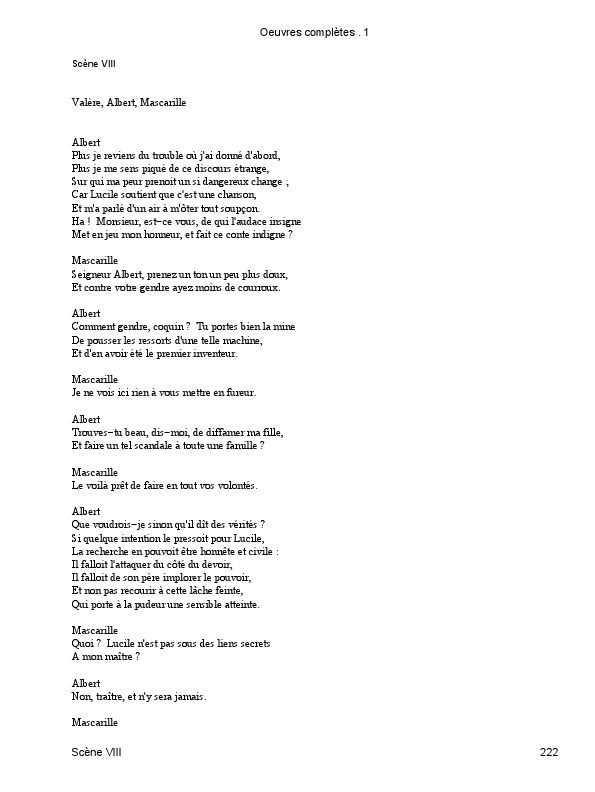 Oeuvres complètes . 1
Scène VIII
Valère, Albert, Mascarille
Albert
Plus je reviens du trouble où j'ai donné d'abord,
Plus je me sens piqué de ce discours étrange,
Sur qui ma peur prenoit un si dangereux change ;
Car Lucile soutient que c'est une chanson,
Et m'a parlé d'un air à m'ôter tout soupçon.
Ha ! Monsieur, est−ce vous, de qui l'audace insigne
Met en jeu mon honneur, et fait ce conte indigne ?
Mascarille
Seigneur Albert, prenez un ton un peu plus doux,
Et contre votre gendre ayez moins de courroux.
Albert
Comment gendre, coquin ? Tu portes bien la mine
De pousser les ressorts d'une telle machine,
Et d'en avoir été le premier inventeur.
Mascarille
Je ne vois ici rien à vous mettre en fureur.
Albert
Trouves−tu beau, dis−moi, de diffamer ma fille,
Et faire un tel scandale à toute une famille ?
Mascarille
Le voilà prêt de faire en tout vos volontés.
Albert
Que voudrois−je sinon qu'il dît des vérités ?
Si quelque intention le pressoit pour Lucile,
La recherche en pouvoit être honnête et civile :
Il falloit l'attaquer du côté du devoir,
Il falloit de son père implorer le pouvoir,
Et non pas recourir à cette lâche feinte,
Qui porte à la pudeur une sensible atteinte.
Mascarille
Quoi ? Lucile n'est pas sous des liens secrets
A mon maître ?
Albert
Non, traître, et n'y sera jamais.
Mascarille
Scène VIII 222